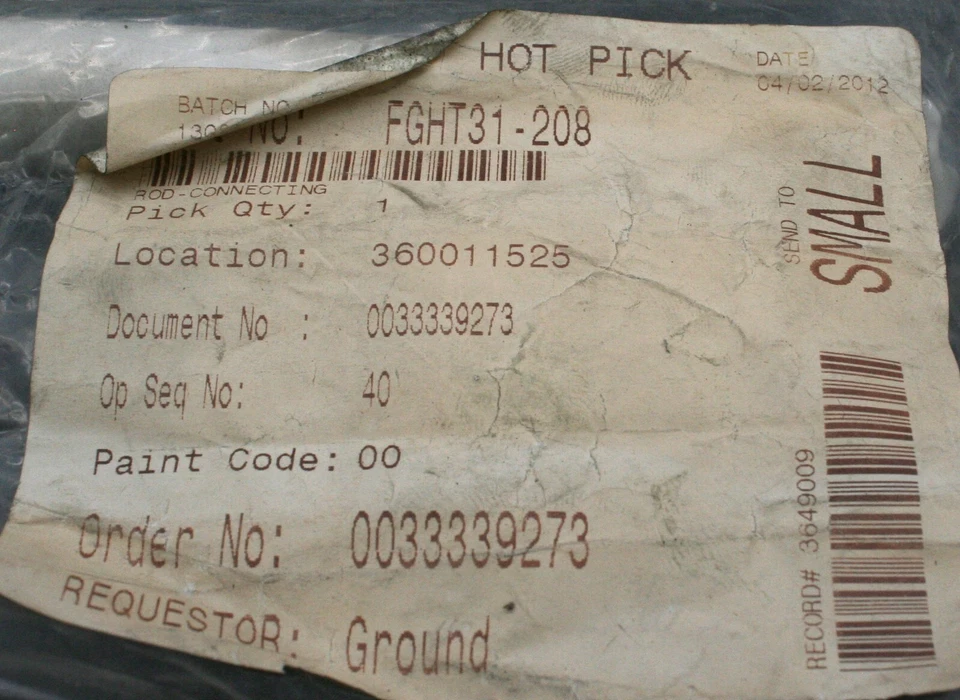 HOT PICK
DATE
04/02/2012
BATCH NO
NO: FGHT31-208
ROD-CONNECTING
Pick Qty: 1
Location: 360011525
Document No : 0033339273
Op Seq No: 40
Paint Code: 00
Order No: 0033339273
REQUESTOR: Ground
SEND TO
SMALL
RECORD# 3649009